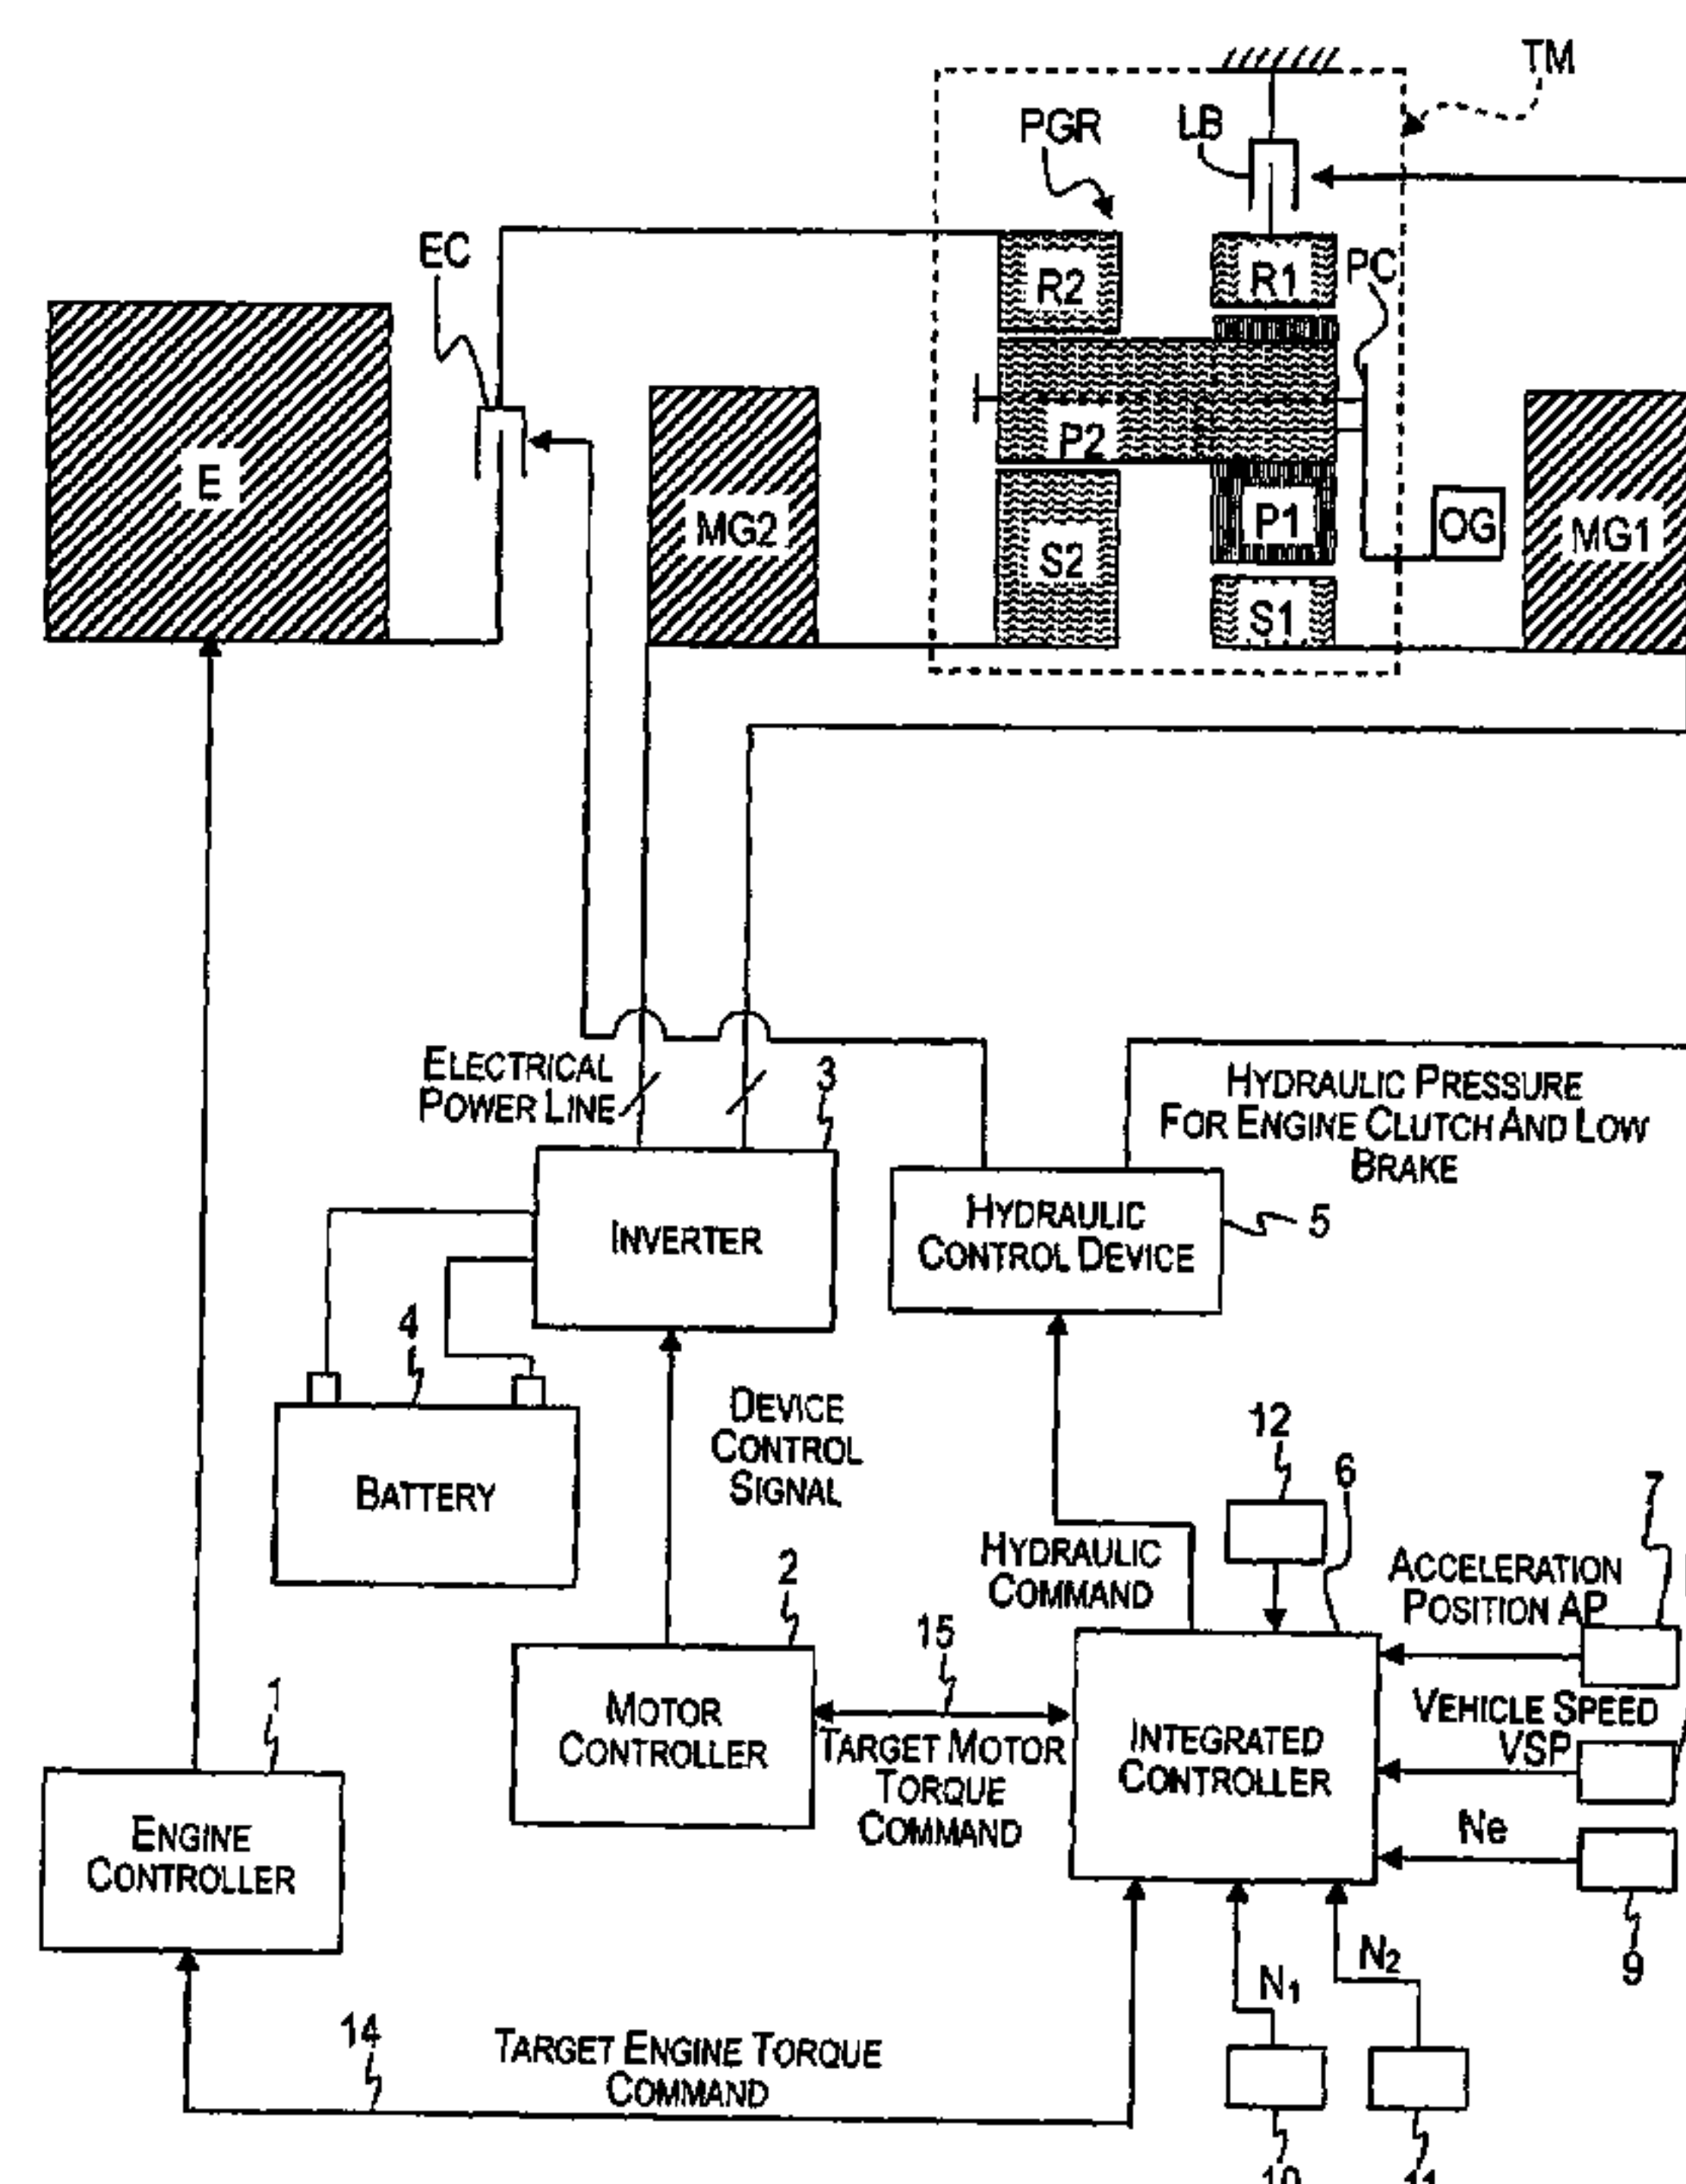 TM
PGR
LB
EC
R2
R1
PC
E
MG2
P2
P1
OG
MG1
S2
S1
ELECTRICAL
POWER LINE
3
HYDRAULIC PRESSURE
FOR ENGINE CLUTCH AND LOW
BRAKE
INVERTER
HYDRAULIC
CONTROL DEVICE
5
4
BATTERY
DEVICE
CONTROL
SIGNAL
12
6
7
HYDRAULIC
COMMAND
ACCELERATION
POSITION AP
2
15
1
MOTOR
CONTROLLER
TARGET MOTOR
TORQUE
COMMAND
INTEGRATED
CONTROLLER
VEHICLE SPEED
VSP
Ne
ENGINE
CONTROLLER
9
N1
N2
14
TARGET ENGINE TORQUE
COMMAND
10
11